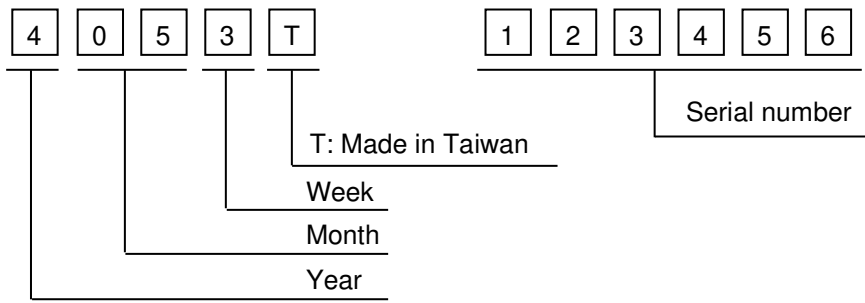 4 0 5 3 T 1 2 3 4 5 6
Serial number
T: Made in Taiwan
Week
Month
Year